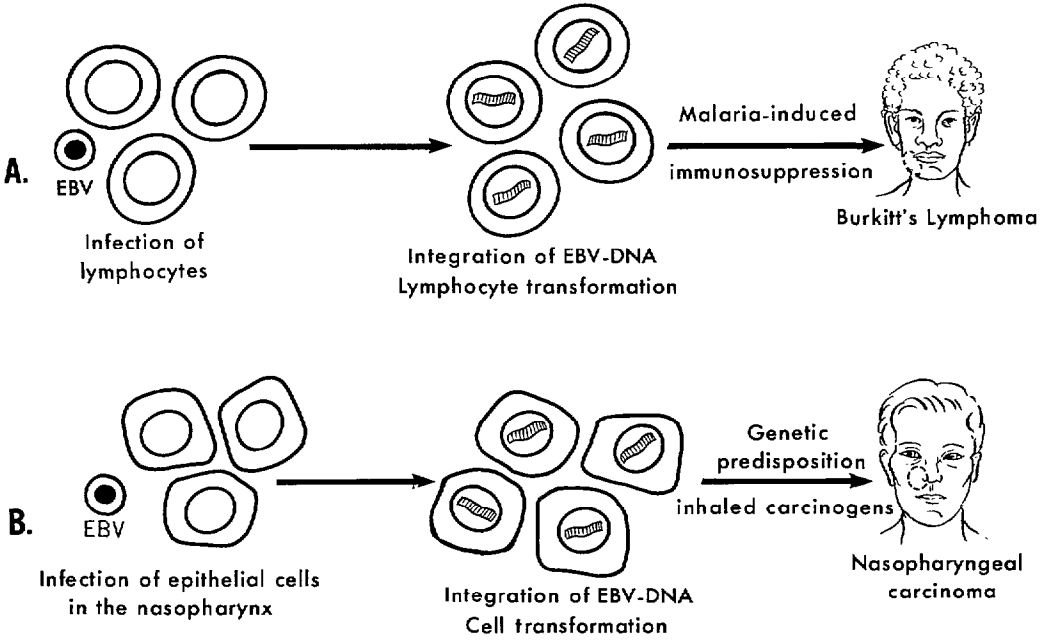 A.
EBV
Infection of
lymphocytes
Integration of EBV-DNA
Lymphocyte transformation
Malaria-induced
immunosuppression
Burkitt's Lymphoma
B.
EBV
Infection of epithelial cells
in the nasopharynx
Integration of EBV-DNA
Cell transformation
Genetic
predisposition
inhaled carcinogens
Nasopharyngeal
carcinoma